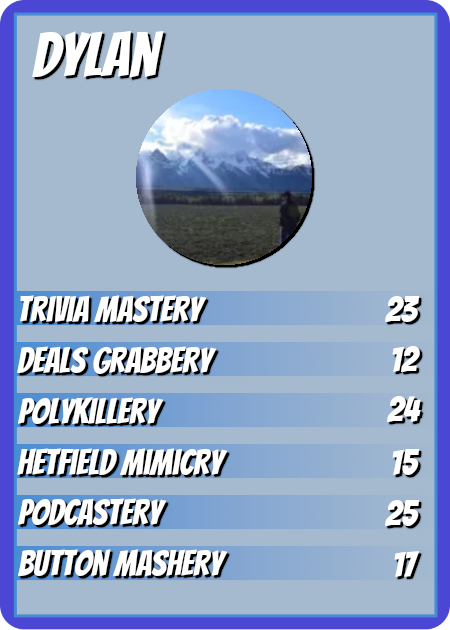 DYLAN
TRIVIA MASTERY 23
DEALS GRABBERY 12
POLYKILLERY 24
HETFIELD MIMICRY 15
PODCASTERY 25
BUTTON MASHERY 17